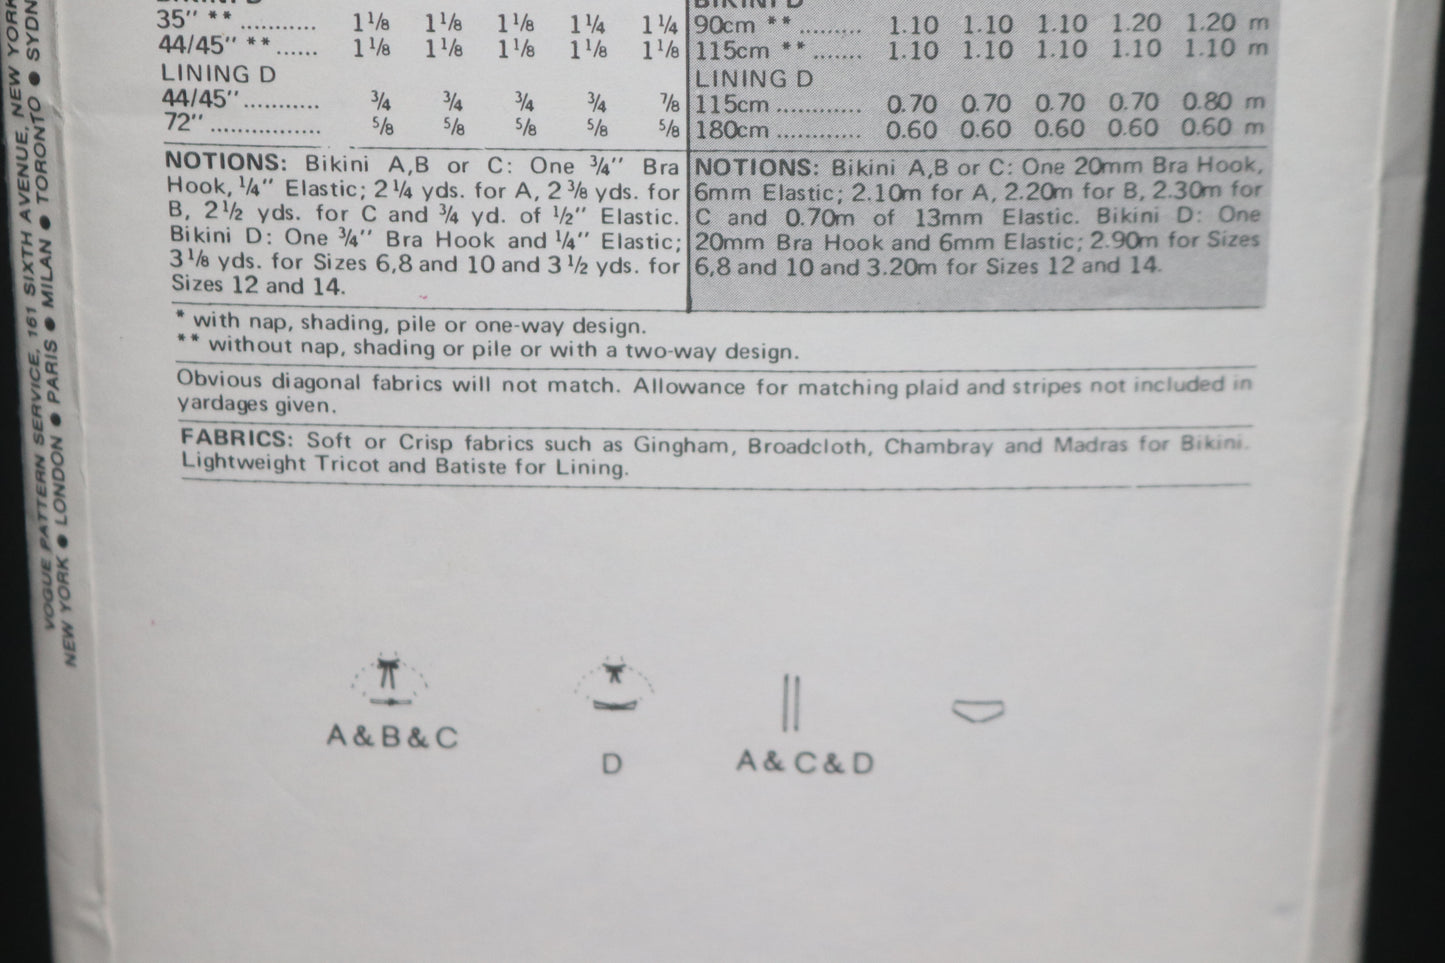 BIKINI D
35" ** ........... 1 1/8 1 1/8 1 1/8 1 1/4 1 1/4
44/45" ** ...... 1 1/8 1 1/8 1 1/8 1 1/8 1 1/8
LINING D
44/45" ........... 3/4 3/4 3/4 3/4 7/8
72" ................ 5/8 5/8 5/8 5/8 5/8
NOTIONS: Bikini A,B or C: One 3/4" Bra
Hook, 1/4" Elastic; 2 1/4 yds. for A, 2 3/8 yds. for
B, 2 1/2 yds. for C and 3/4 yd. of 1/2" Elastic.
Bikini D: One 3/4" Bra Hook and 1/4" Elastic;
3 1/8 yds. for Sizes 6,8 and 10 and 3 1/2 yds. for
Sizes 12 and 14.
BIKINI D
90cm ** ......... 1.10 1.10 1.10 1.20 1.20 m
115cm ** ....... 1.10 1.10 1.10 1.10 1.10 m
LINING D
115cm ............ 0.70 0.70 0.70 0.70 0.80 m
180cm ............ 0.60 0.60 0.60 0.60 0.60 m
NOTIONS: Bikini A,B or C: One 20mm Bra Hook,
6mm Elastic; 2.10m for A, 2.20m for B, 2.30m for
C and 0.70m of 13mm Elastic. Bikini D: One
20mm Bra Hook and 6mm Elastic; 2.90m for Sizes
6,8 and 10 and 3.20m for Sizes 12 and 14.
* with nap, shading, pile or one-way design.
** without nap, shading or pile or with a two-way design.
Obvious diagonal fabrics will not match. Allowance for matching plaid and stripes not included in
yardages given.
FABRICS: Soft or Crisp fabrics such as Gingham, Broadcloth, Chambray and Madras for Bikini.
Lightweight Tricot and Batiste for Lining.
A & B & C
D
A & C & D
VOGUE PATTERN SERVICE, 161 SIXTH AVENUE, NEW YORK
NEW YORK ● LONDON ● PARIS ● MILAN ● TORONTO ● SYDN